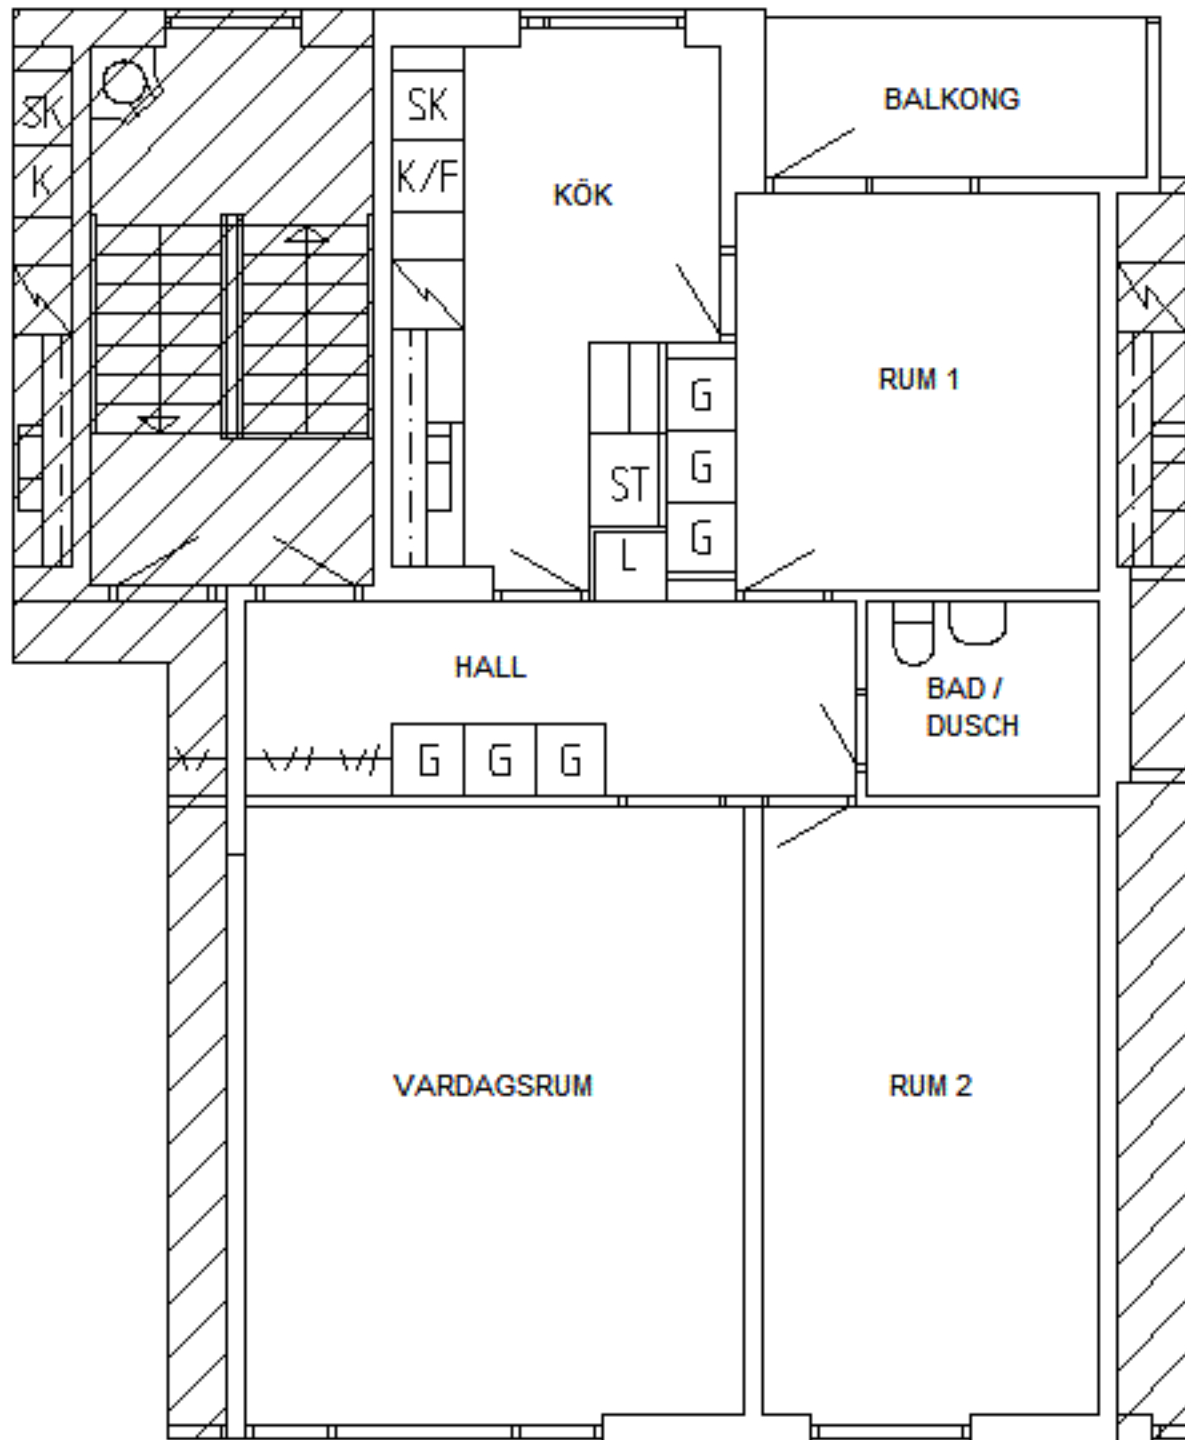 BALKONG
SK
SK
K/F
K
KÖK
RUM 1
G
G
ST
G
L
HALL
BAD /
DUSCH
G
G
G
VARDAGSRUM
RUM 2